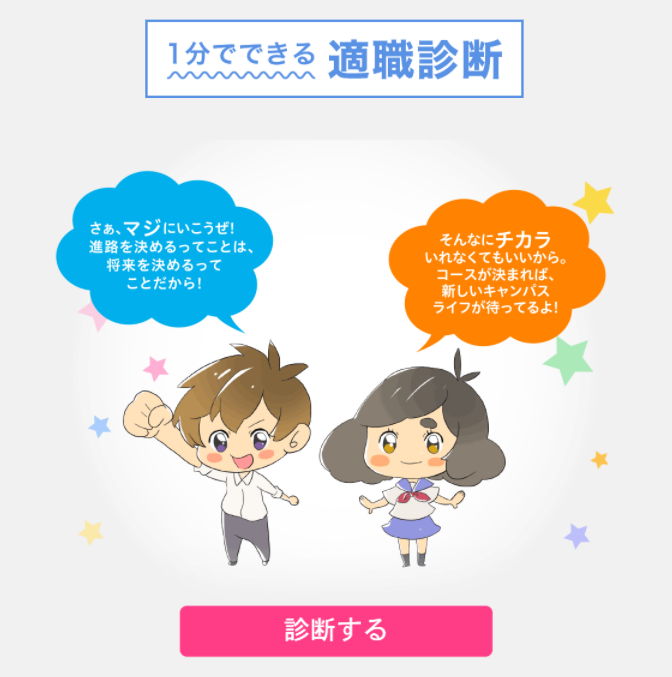 1分でできる 適職診断
さぁ、マジにいこうぜ!
進路を決めるってことは、
将来を決めるって
ことだから!
そんなにチカラ
いれなくてもいいから。
コースが決まれば、
新しいキャンパス
ライフが待ってるよ!
診断する